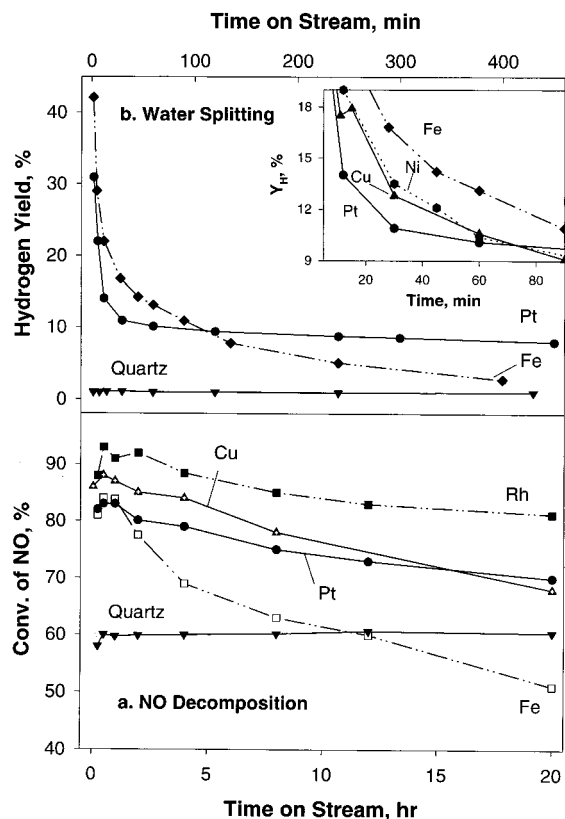 Time on Stream, min
0 100 200 300 400
Hydrogen Yield, %
40
30
20
10
0
b. Water Splitting
Y_H, %
18
15
12
9
Fe
Ni
Cu
Pt
20 40 60 80
Time, min
Pt
Fe
Quartz
Conv. of NO, %
90
80
70
60
50
40
Cu
Rh
Pt
Quartz
Fe
a. NO Decomposition
0 5 10 15 20
Time on Stream, hr